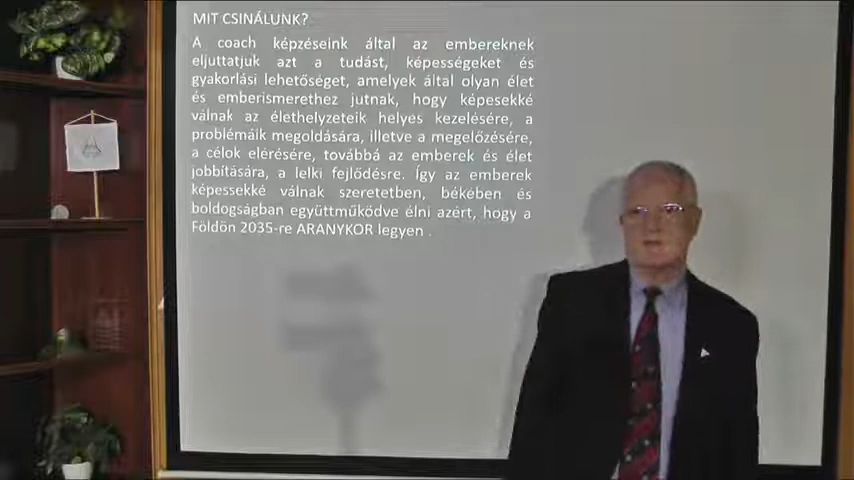 MIT CSINÁLUNK?
A coach képzéseink által az embereknek
eljuttatjuk azt a tudást, képességeket és
gyakorlási lehetőséget, amelyek által olyan élet
és emberismerethez jutnak, hogy képesekké
válnak az élethelyzeteik helyes kezelésére, a
problémáik megoldására, illetve a megelőzésére,
a célok elérésére, továbbá az emberek és élet
jobbítására, a lelki fejlődésre. Így az emberek
képessekké válnak szeretetben, békében és
boldogságban együttműködve élni azért, hogy a
Földön 2035-re ARANYKOR legyen .